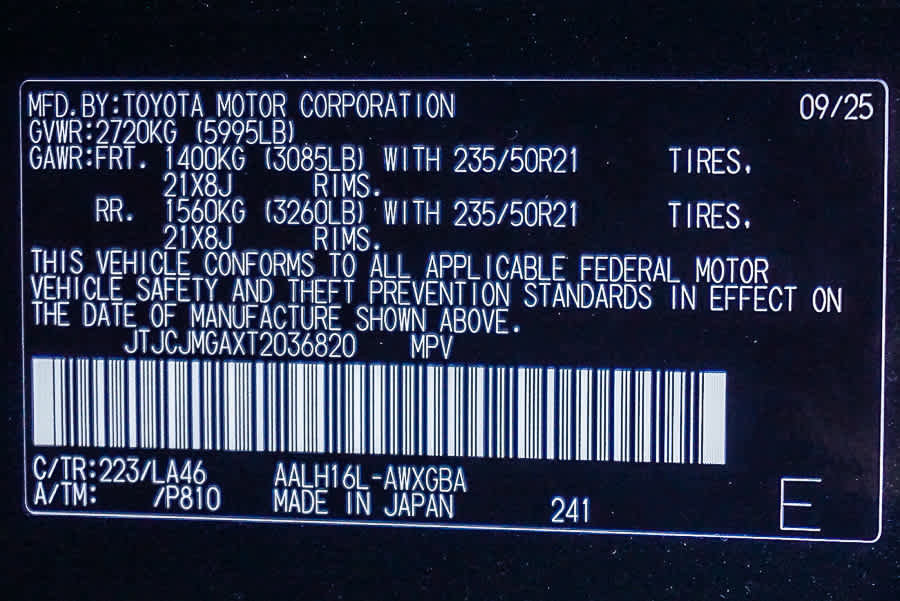 MFD.BY:TOYOTA MOTOR CORPORATION 09/25
GVWR:2720KG (5995LB)
GAWR:FRT. 1400KG (3085LB) WITH 235/50R21 TIRES.
21X8J RIMS.
RR. 1560KG (3260LB) WITH 235/50R21 TIRES.
21X8J RIMS.
THIS VEHICLE CONFORMS TO ALL APPLICABLE FEDERAL MOTOR
VEHICLE SAFETY AND THEFT PREVENTION STANDARDS IN EFFECT ON
THE DATE OF MANUFACTURE SHOWN ABOVE.
JTJCJMGAXT2036820 MPV
C/TR:223/LA46 AALH16L-AWXGBA
A/TM: /P810 MADE IN JAPAN 241 E